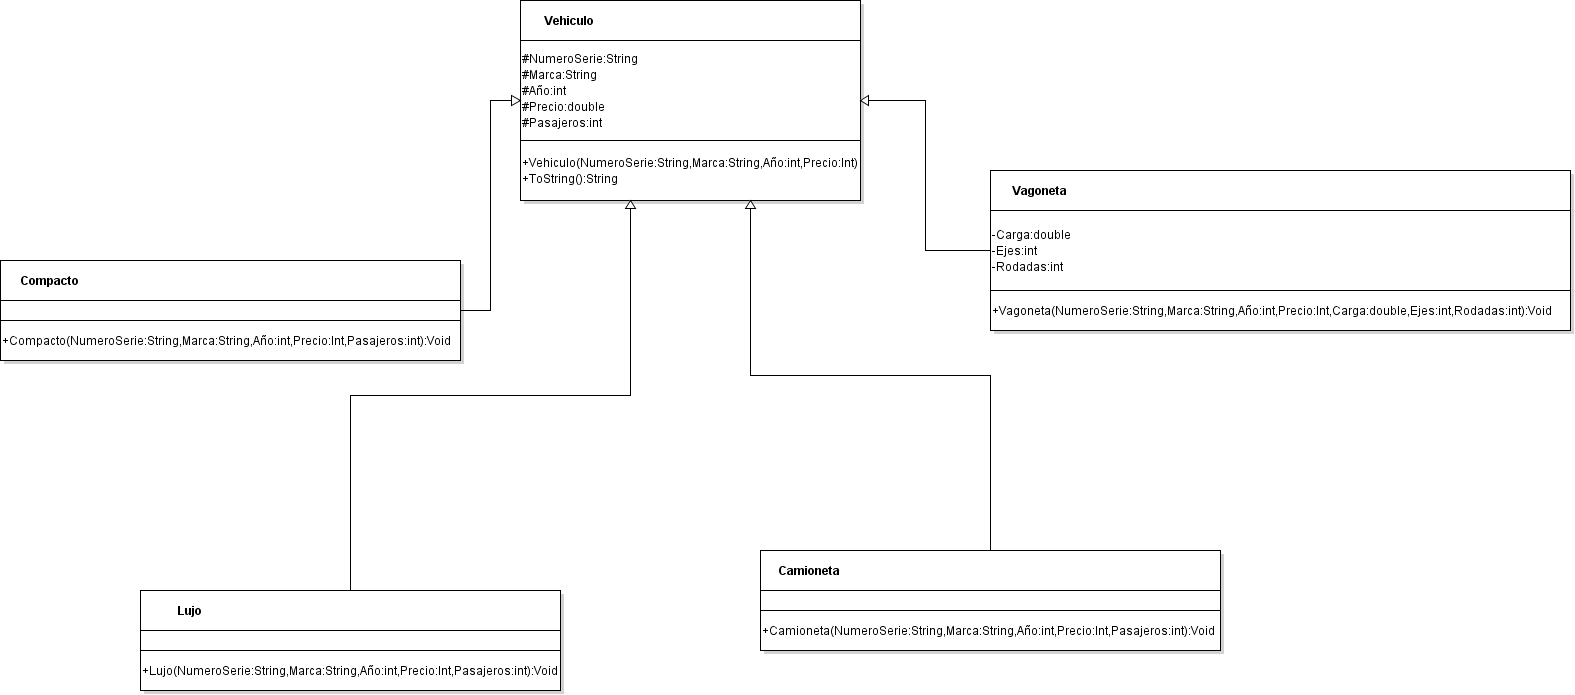 Vehiculo
#NumeroSerie:String
#Marca:String
#Año:int
#Precio:double
#Pasajeros:int
+Vehiculo(NumeroSerie:String,Marca:String,Año:int,Precio:Int)
+ToString():String
Vagoneta
-Carga:double
-Ejes:int
-Rodadas:int
+Vagoneta(NumeroSerie:String,Marca:String,Año:int,Precio:Int,Carga:double,Ejes:int,Rodadas:int):Void
Compacto
+Compacto(NumeroSerie:String,Marca:String,Año:int,Precio:Int,Pasajeros:int):Void
Camioneta
+Camioneta(NumeroSerie:String,Marca:String,Año:int,Precio:Int,Pasajeros:int):Void
Lujo
+Lujo(NumeroSerie:String,Marca:String,Año:int,Precio:Int,Pasajeros:int):Void